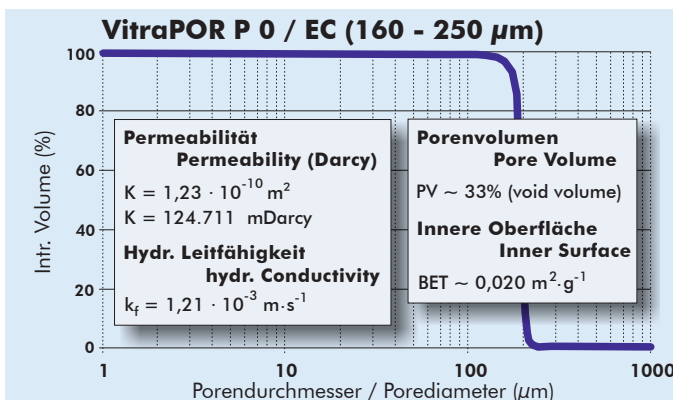 VitraPOR P 0 / EC (160 - 250 µm)
Intr. Volume (%)
100
80
60
40
20
0
Permeabilität
Permeability (Darcy)
K = 1,23 · 10⁻¹⁰ m²
K = 124.711 mDarcy
Hydr. Leitfähigkeit
hydr. Conductivity
k_f = 1,21 · 10⁻³ m·s⁻¹
Porenvolumen
Pore Volume
PV ~ 33% (void volume)
Innere Oberfläche
Inner Surface
BET ~ 0,020 m²·g⁻¹
1 10 100 1000
Porendurchmesser / Porediameter (µm)